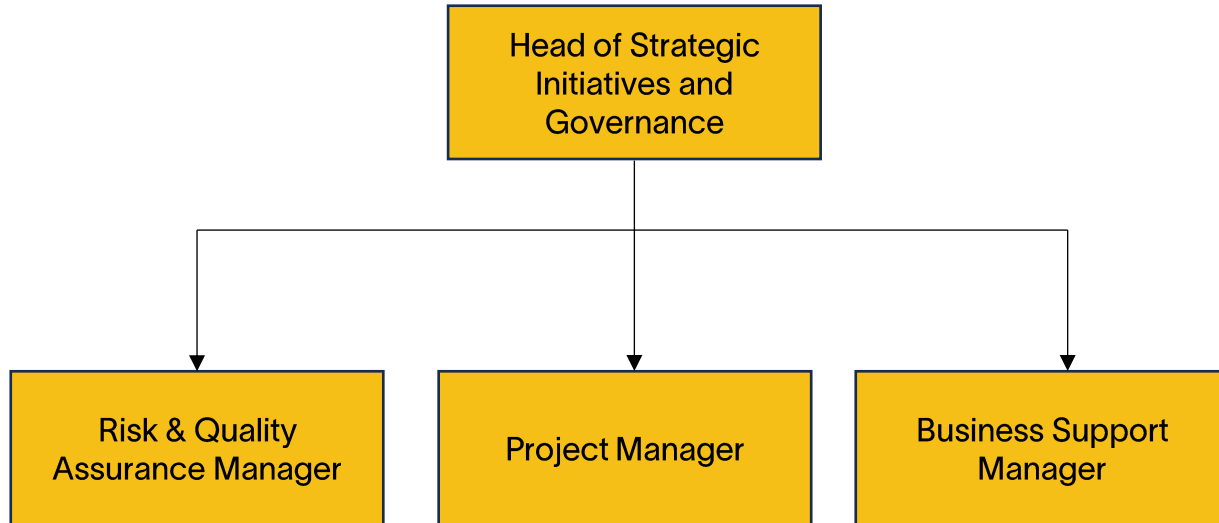 Head of Strategic
Initiatives and
Governance
Risk & Quality
Assurance Manager
Project Manager
Business Support
Manager